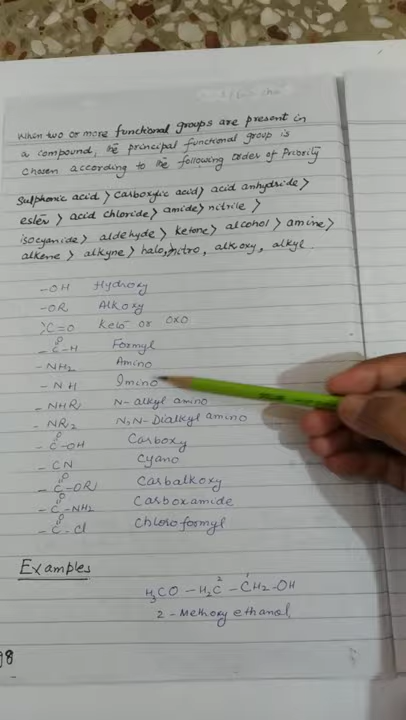 When two or more functional groups are present in
a compound, the principal functional group is
chosen according to the following order of Priority
Sulphonic acid > carboxylic acid > acid anhydride >
ester > acid chloride > amide > nitrile >
isocyanide > aldehyde > ketone > alcohol > amine >
alkene > alkyne > halo, nitro, alkoxy, alkyl.
-OH Hydroxy
-OR Alkoxy
>C=O Keto or oxo
-C-H Formyl
-NH2 Amino
-NH Imino
-NHR N-alkyl amino
-NR2 N,N-Dialkyl amino
-C-OH Carboxy
-CN Cyano
-C-OR Carbalkoxy
-C-NH2 Carboxamide
-C-Cl Chloroformyl
Examples
H3CO - H2C2 - C1H2-OH
2-Methoxy ethanol
98